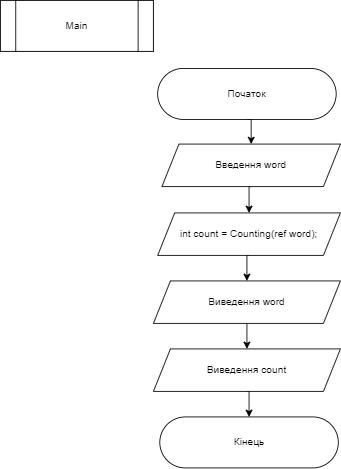 Main
Початок
Введення word
int count = Counting(ref word);
Виведення word
Виведення count
Кінець